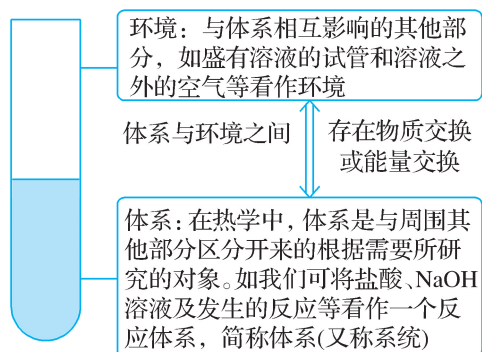 环境：与体系相互影响的其他部
分，如盛有溶液的试管和溶液之
外的空气等看作环境
体系与环境之间
存在物质交换
或能量交换
体系：在热学中，体系是与周围其
他部分区分开来的根据需要所研
究的对象。如我们可将盐酸、NaOH
溶液及发生的反应等看作一个反
应体系，简称体系(又称系统)